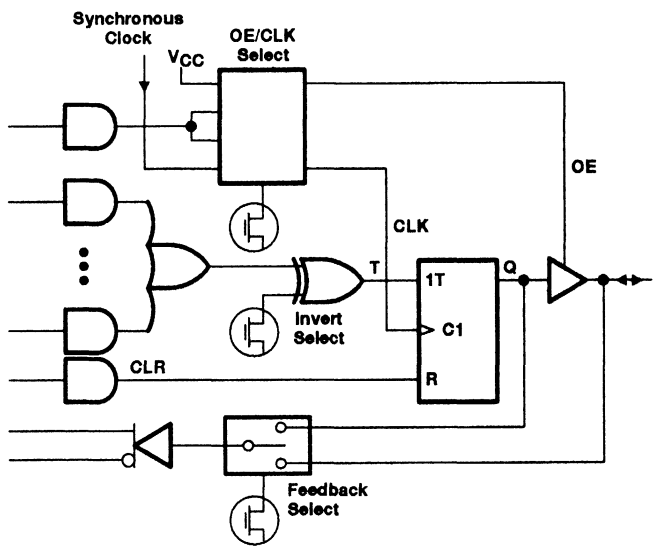 Synchronous
Clock
VCC
OE/CLK
Select
OE
CLK
T
Invert
Select
1T
Q
C1
R
CLR
Feedback
Select